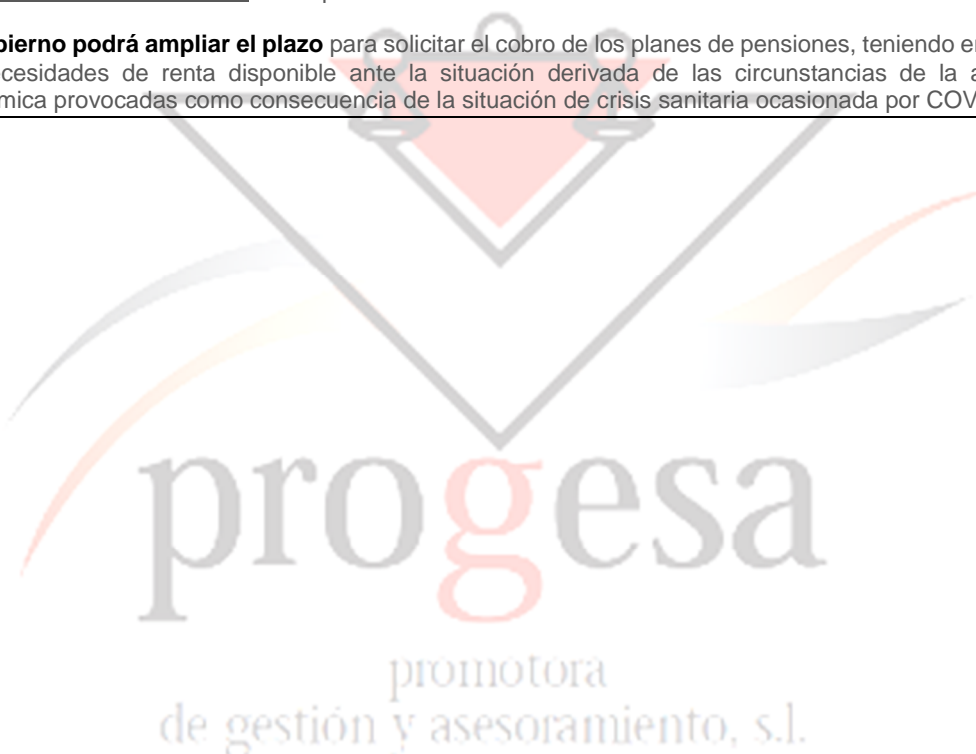 bierno podrá ampliar el plazo para solicitar el cobro de los planes de pensiones, teniendo en
ecesidades de renta disponible ante la situación derivada de las circunstancias de la a
mica provocadas como consecuencia de la situación de crisis sanitaria ocasionada por COV
progesa
promotora
de gestión y asesoramiento, s.l.